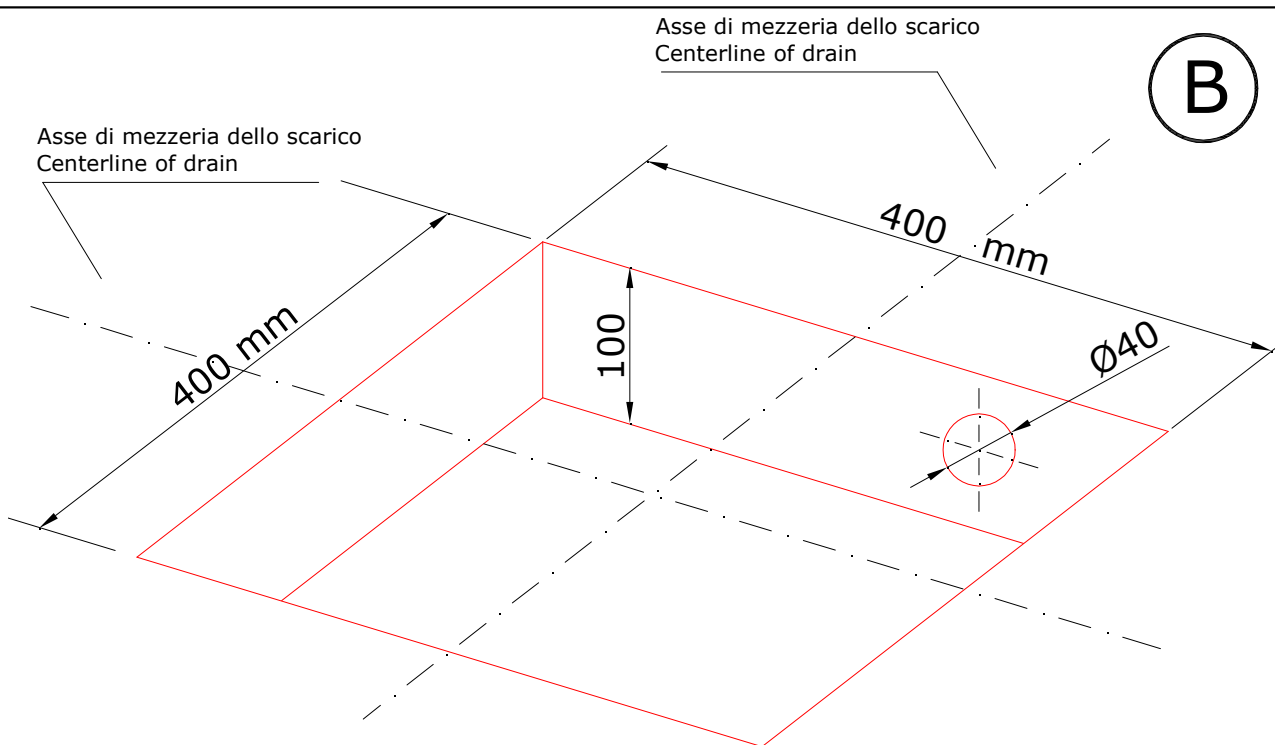 Asse di mezzeria dello scarico
Centerline of drain
B
Asse di mezzeria dello scarico
Centerline of drain
400 mm
400 mm
100
Ø40